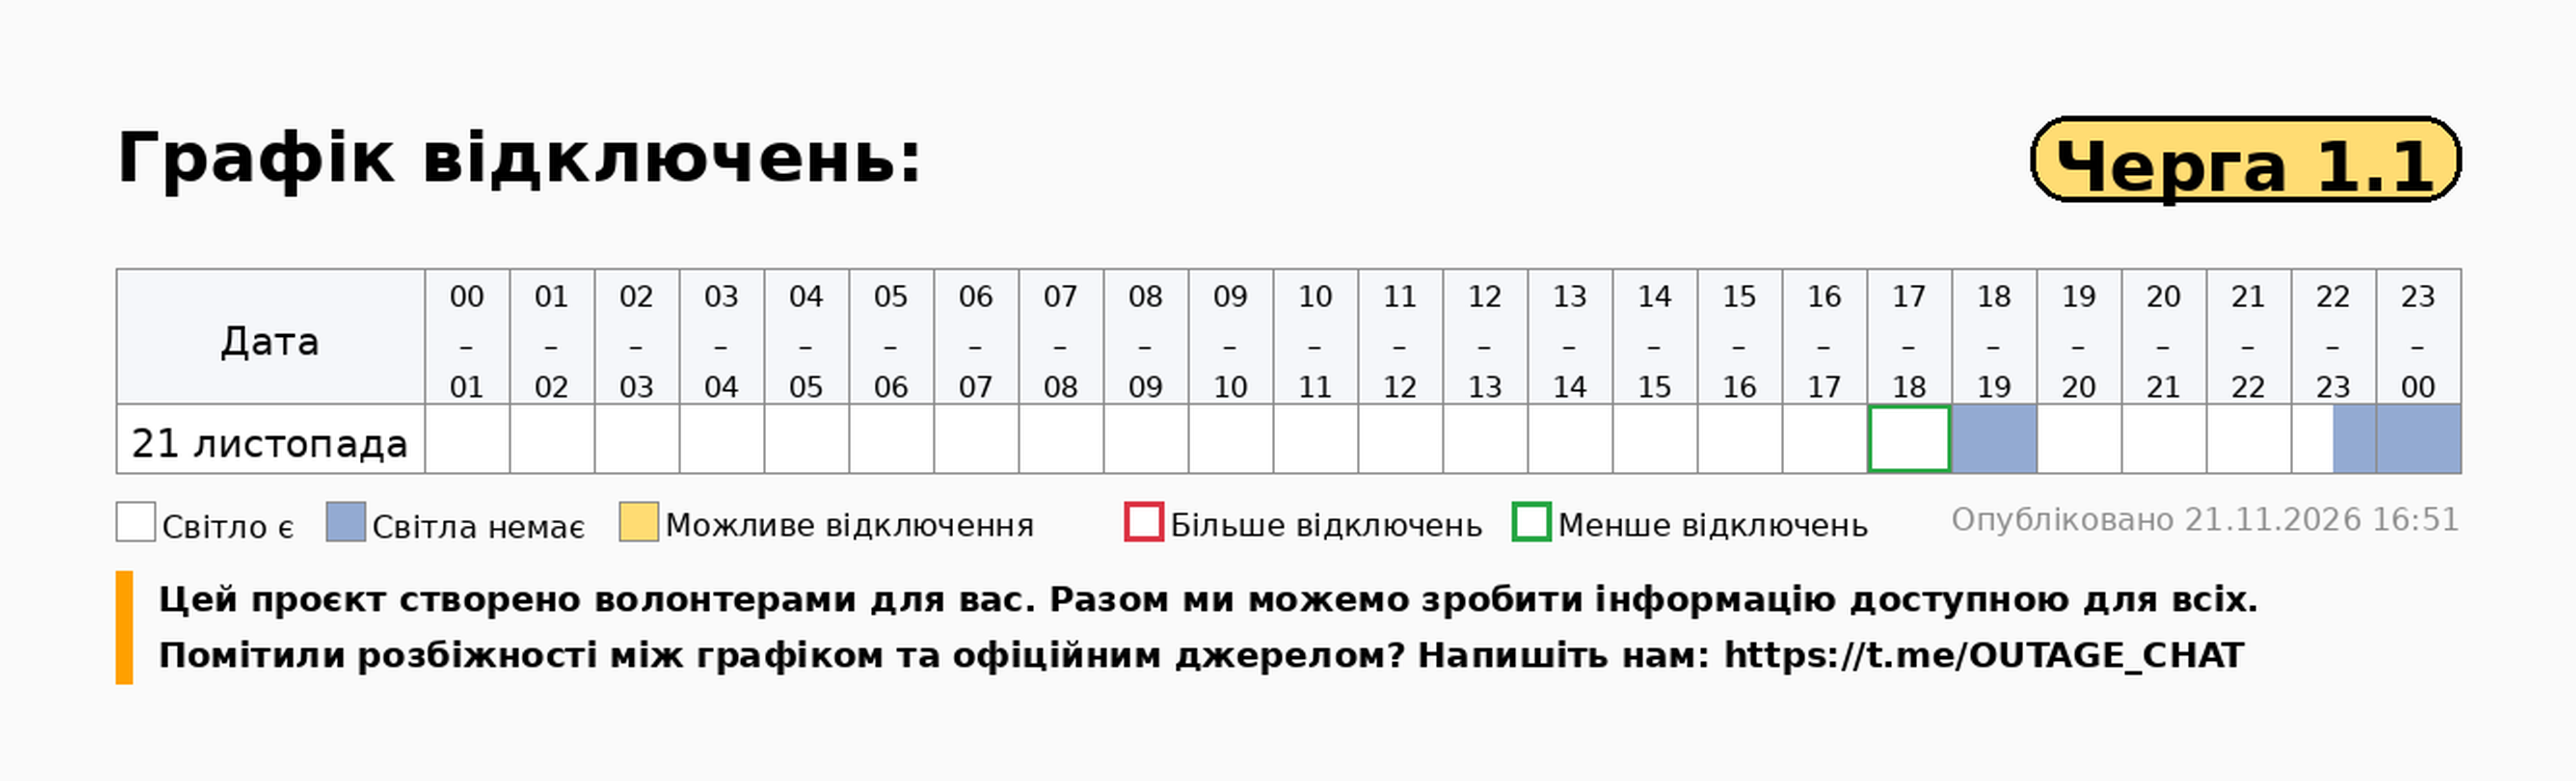 Графік відключень:
Черга 1.1
Дата 00 – 01 01 – 02 02 – 03 03 – 04 04 – 05 05 – 06 06 – 07 07 – 08 08 – 09 09 – 10 10 – 11 11 – 12 12 – 13 13 – 14 14 – 15 15 – 16 16 – 17 17 – 18 18 – 19 19 – 20 20 – 21 21 – 22 22 – 23 23 – 00
21 листопада
Світло є Світла немає Можливе відключення Більше відключень Менше відключень Опубліковано 21.11.2026 16:51
Цей проєкт створено волонтерами для вас. Разом ми можемо зробити інформацію доступною для всіх.
Помітили розбіжності між графіком та офіційним джерелом? Напишіть нам: https://t.me/OUTAGE_CHAT